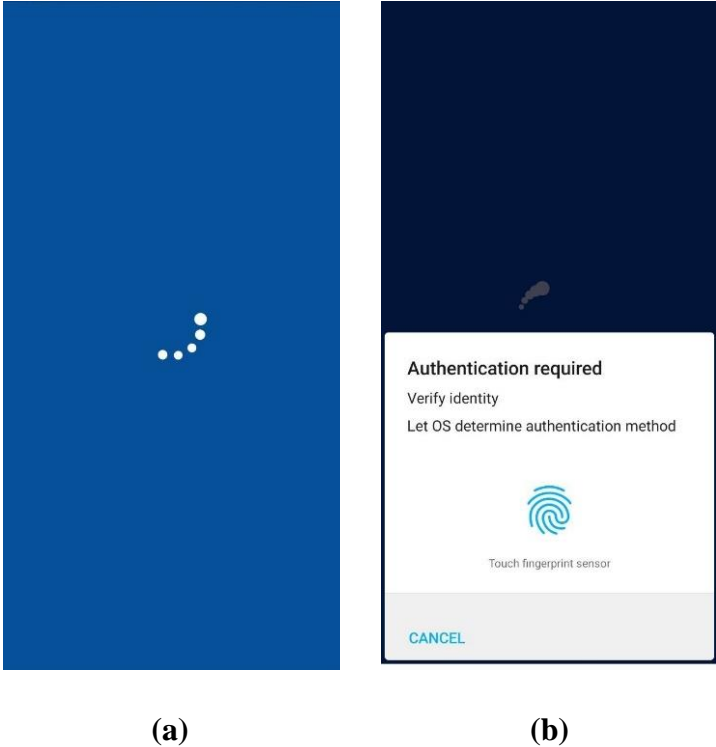 Authentication required
Verify identity
Let OS determine authentication method
Touch fingerprint sensor
CANCEL
(a)
(b)